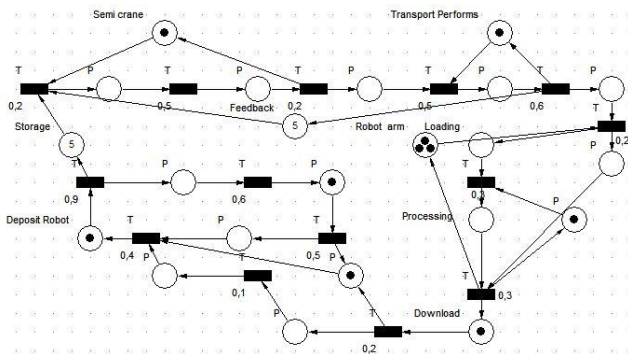 Semi crane
Transport Performs
T P T P T P T P T P
0,2 0,5 0,2 0,5 0,6
Feedback
T
Storage 5 5 Robot arm Loading 0,2
P
T P T P T
0,9 0,6 0,3
Processing P
Deposit Robot T P T
0,4 P 0,5 P T
T 0,3
0,1
P T Download
0,2